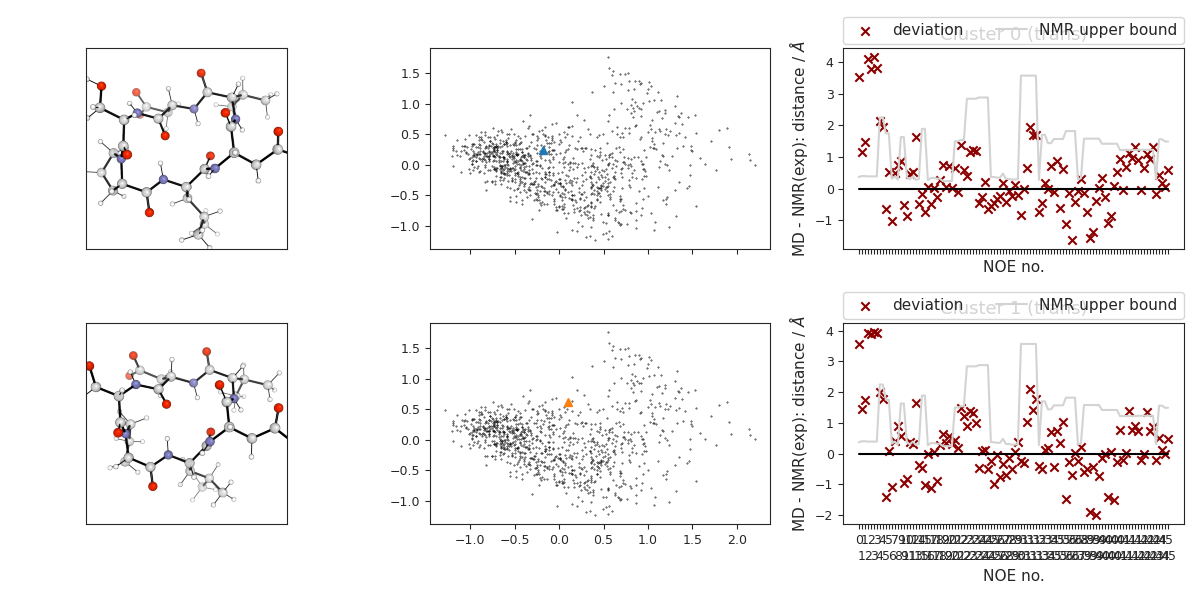 Cluster 0 (trans)
deviation
NMR upper bound
MD - NMR(exp): distance / Å
4
3
2
1
0
−1
NOE no.
1.5
1.0
0.5
0.0
−0.5
−1.0
Cluster 1 (trans)
deviation
NMR upper bound
MD - NMR(exp): distance / Å
4
3
2
1
0
−1
−2
NOE no.
1.5
1.0
0.5
0.0
−0.5
−1.0
−1.0 −0.5 0.0 0.5 1.0 1.5 2.0